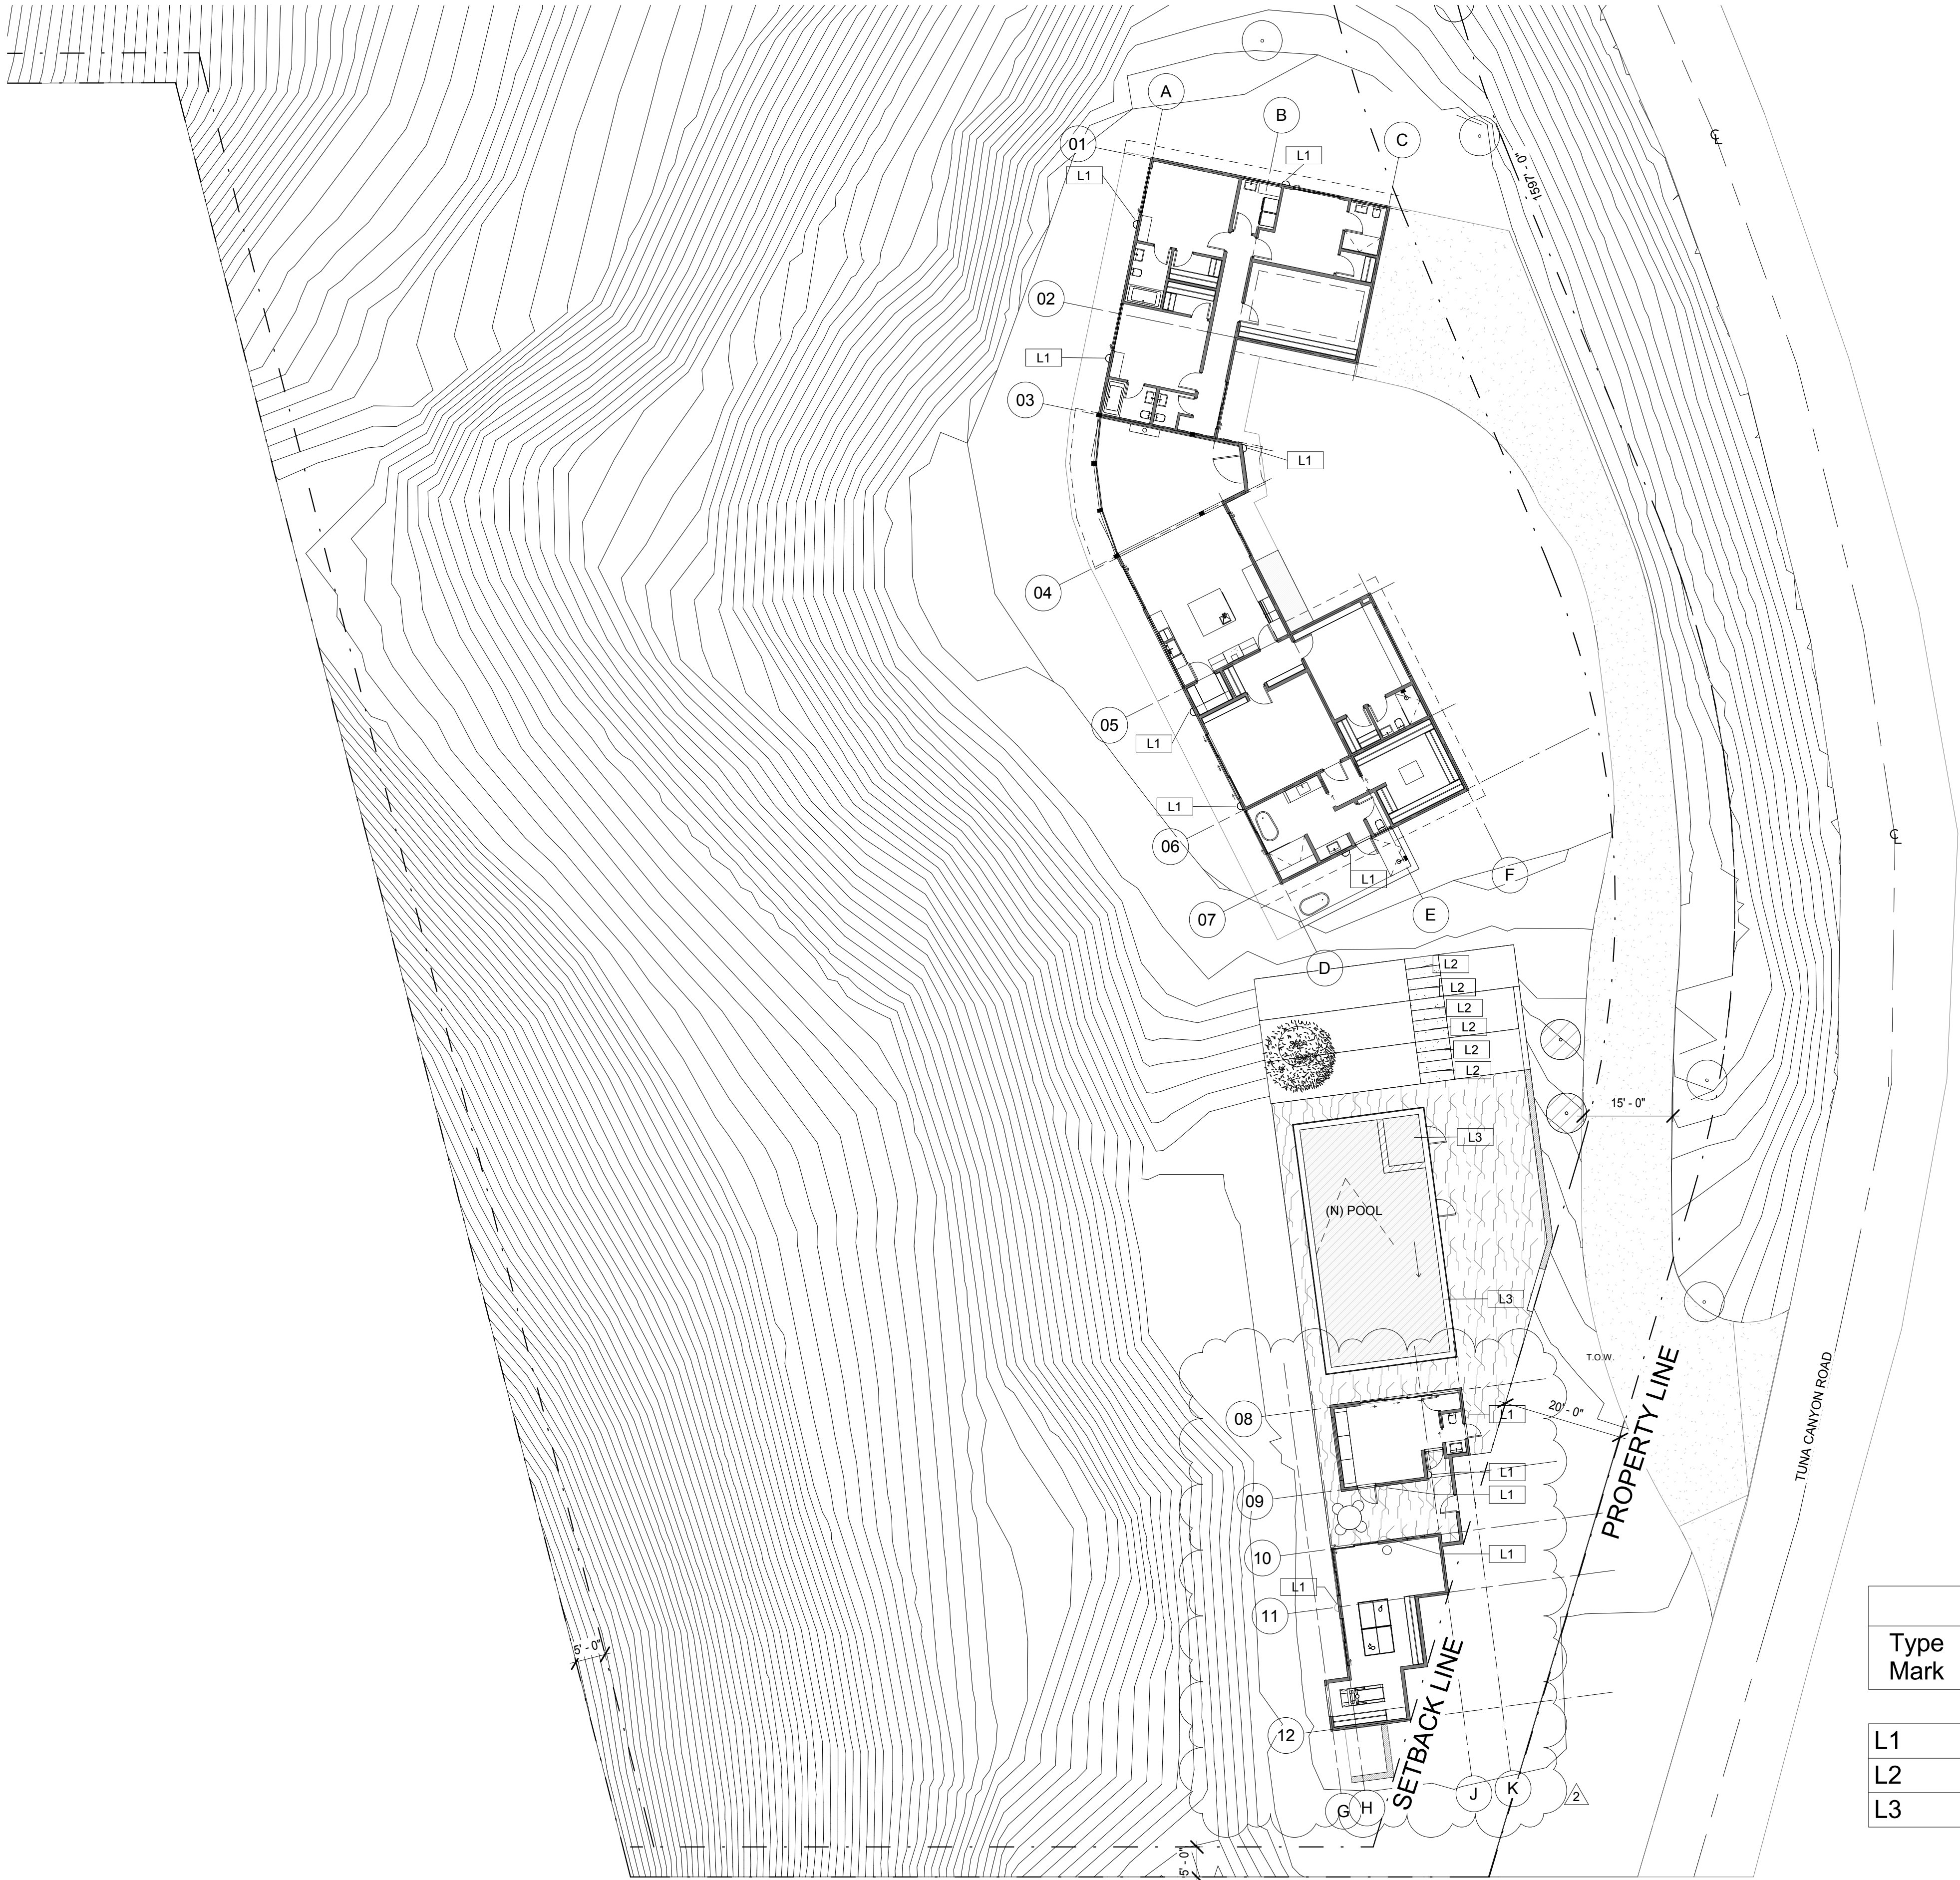 A
B
C
01
L1
L1
℄
1597' - 0"
02
L1
03
L1
04
05
L1
L1
06
L1
07
F
E
D
℄
L2
L2
L2
L2
L2
L2
15' - 0"
L3
(N) POOL
L3
T.O.W.
PROPERTY LINE
TUNA CANYON ROAD
08
L1
20' - 0"
L1
09
L1
10
L1
L1
11
SETBACK LINE
12
5' - 0"
G
H
J
K
2
5' - 0"
Type
Mark
L1
L2
L3